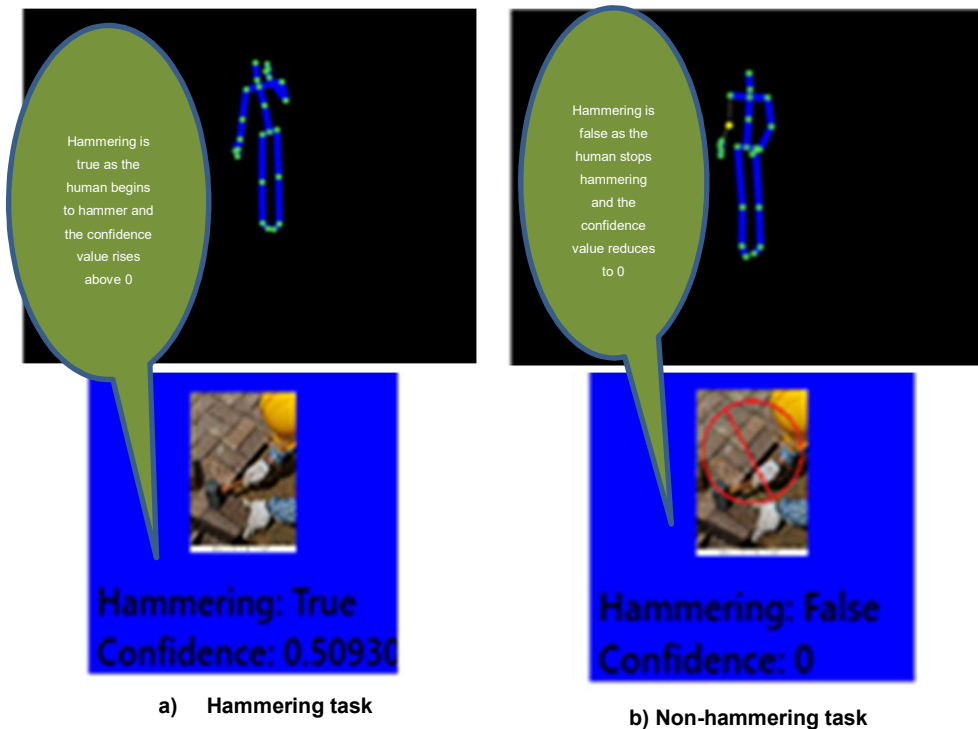 Hammering is
true as the
human begins
to hammer and
the confidence
value rises
above 0
Hammering is
false as the
human stops
hammering
and the
confidence
value reduces
to 0
Hammering: True
Confidence: 0.50930
Hammering: False
Confidence: 0
a) Hammering task
b) Non-hammering task